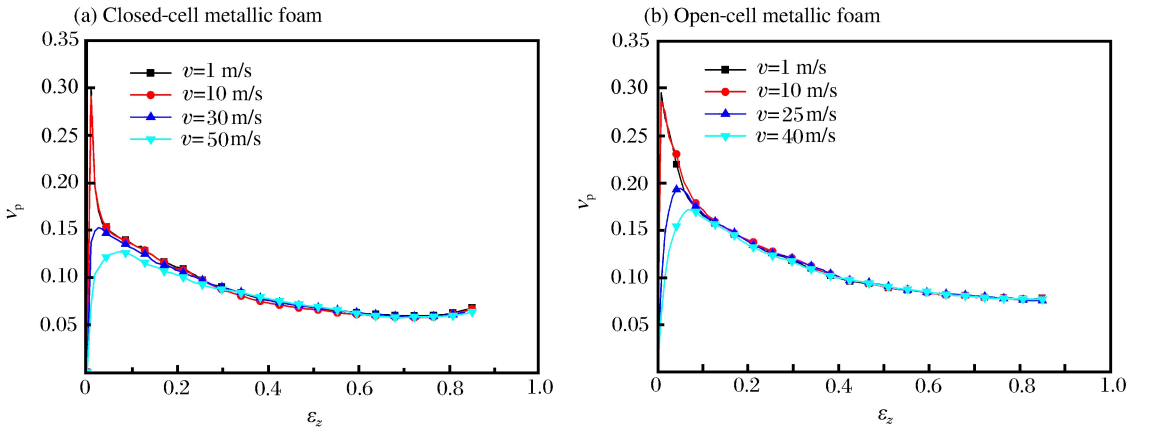 (a) Closed-cell metallic foam
0.35
0.30
0.25
0.20
0.15
0.10
0.05
νp
v=1 m/s
v=10 m/s
v=30 m/s
v=50 m/s
0 0.2 0.4 0.6 0.8 1.0
εz
(b) Open-cell metallic foam
0.35
0.30
0.25
0.20
0.15
0.10
0.05
νp
v=1 m/s
v=10 m/s
v=25 m/s
v=40 m/s
0 0.2 0.4 0.6 0.8 1.0
εz